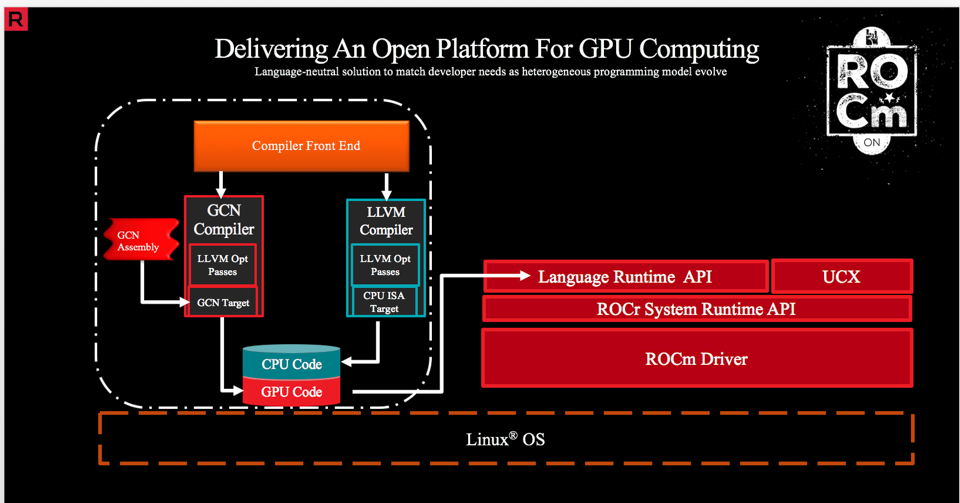 R
Delivering An Open Platform For GPU Computing
Language-neutral solution to match developer needs as heterogeneous programming model evolve
RO
Cm
ON
Compiler Front End
GCN
Compiler
LLVM Opt
Passes
GCN Target
GCN
Assembly
LLVM
Compiler
LLVM Opt
Passes
CPU ISA
Target
CPU Code
GPU Code
Language Runtime API
UCX
ROCr System Runtime API
ROCm Driver
Linux® OS